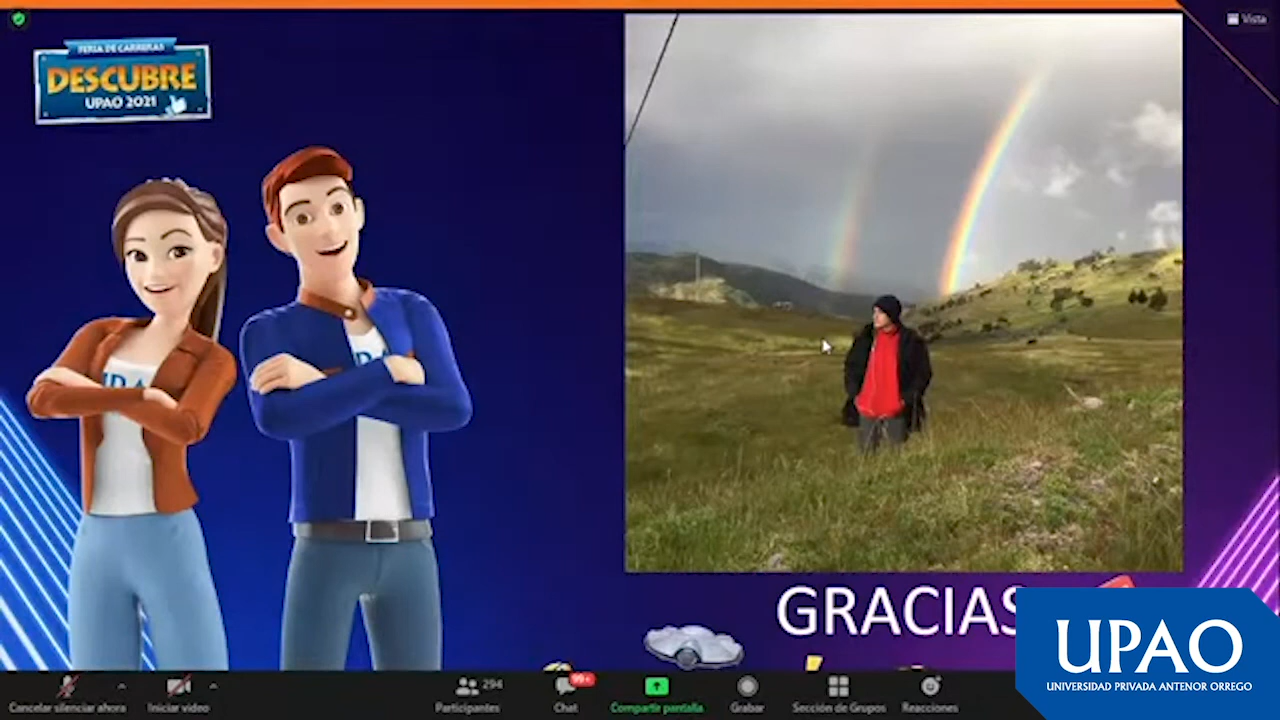 Vista
FERIA DE CARRERAS
DESCUBRE
UPAO 2021
GRACIAS
UPAO
UNIVERSIDAD PRIVADA ANTENOR ORREGO
294
99+
Cancelar silenciar ahora
Iniciar video
Participantes
Chat
Compartir pantalla
Grabar
Sección de Grupos
Reacciones